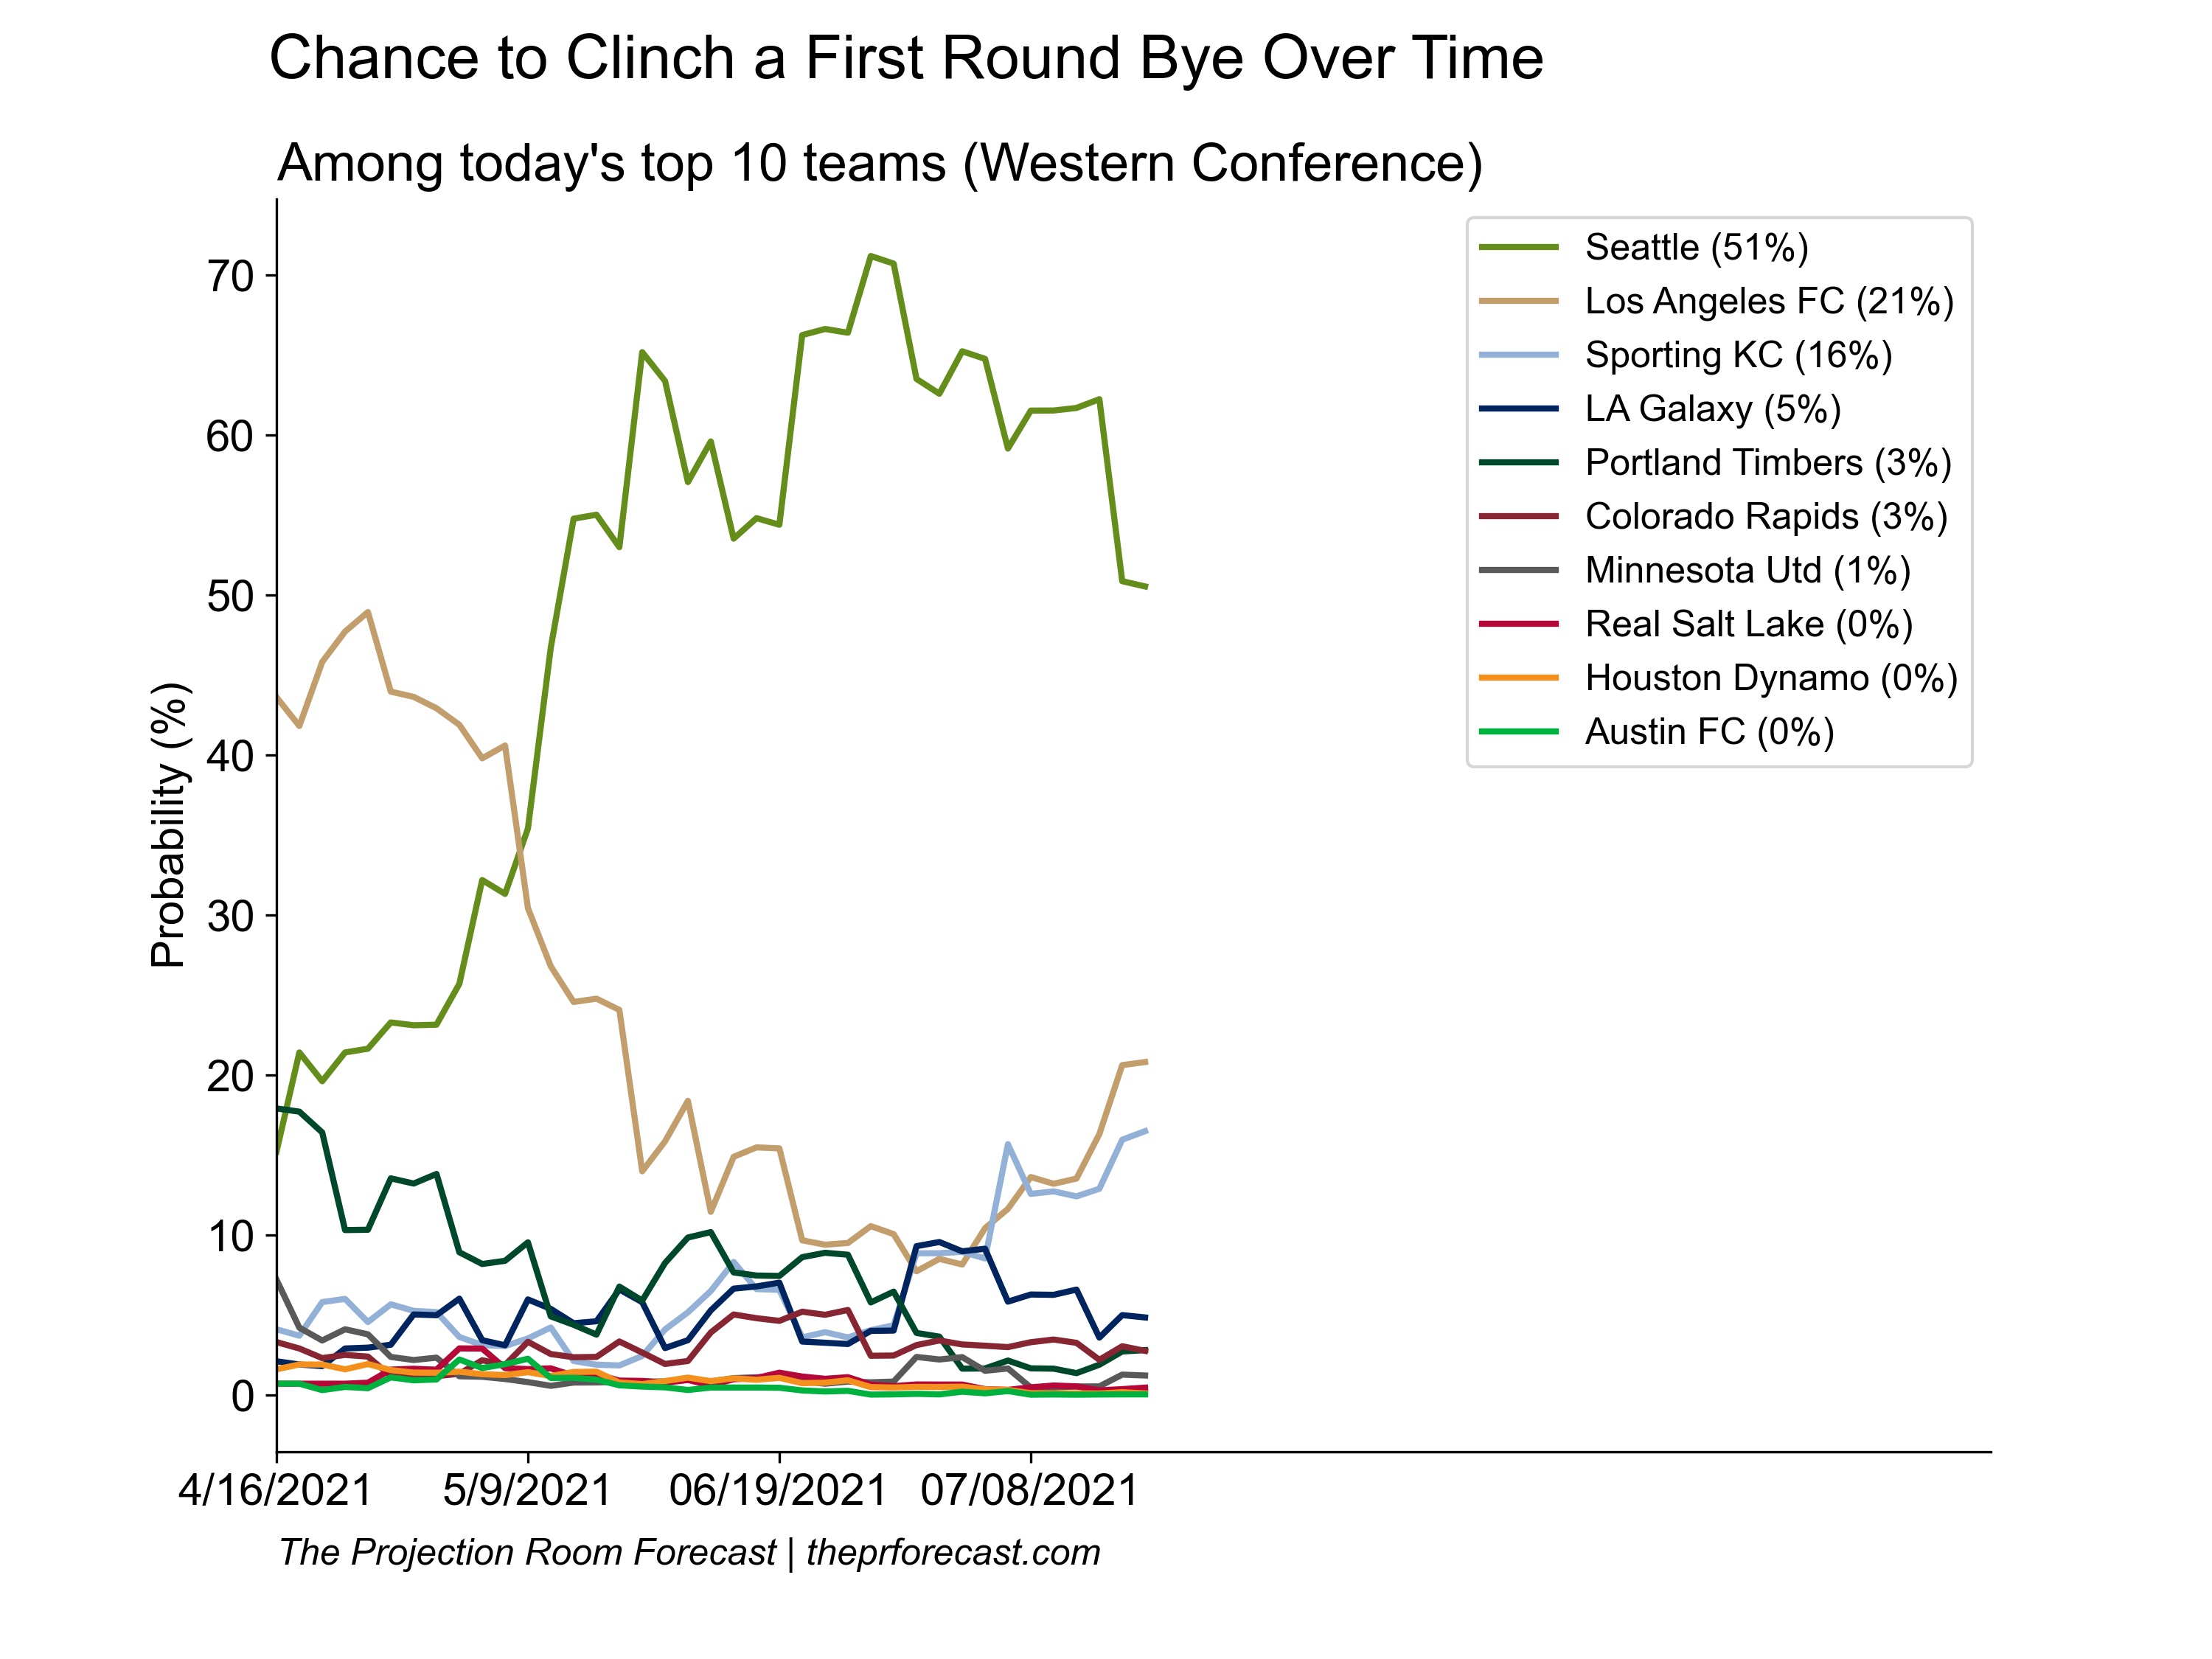 Chance to Clinch a First Round Bye Over Time
Among today's top 10 teams (Western Conference)
Seattle (51%)
Los Angeles FC (21%)
Sporting KC (16%)
LA Galaxy (5%)
Portland Timbers (3%)
Colorado Rapids (3%)
Minnesota Utd (1%)
Real Salt Lake (0%)
Houston Dynamo (0%)
Austin FC (0%)
Probability (%)
70
60
50
40
30
20
10
0
4/16/2021 5/9/2021 06/19/2021 07/08/2021
The Projection Room Forecast | theprforecast.com